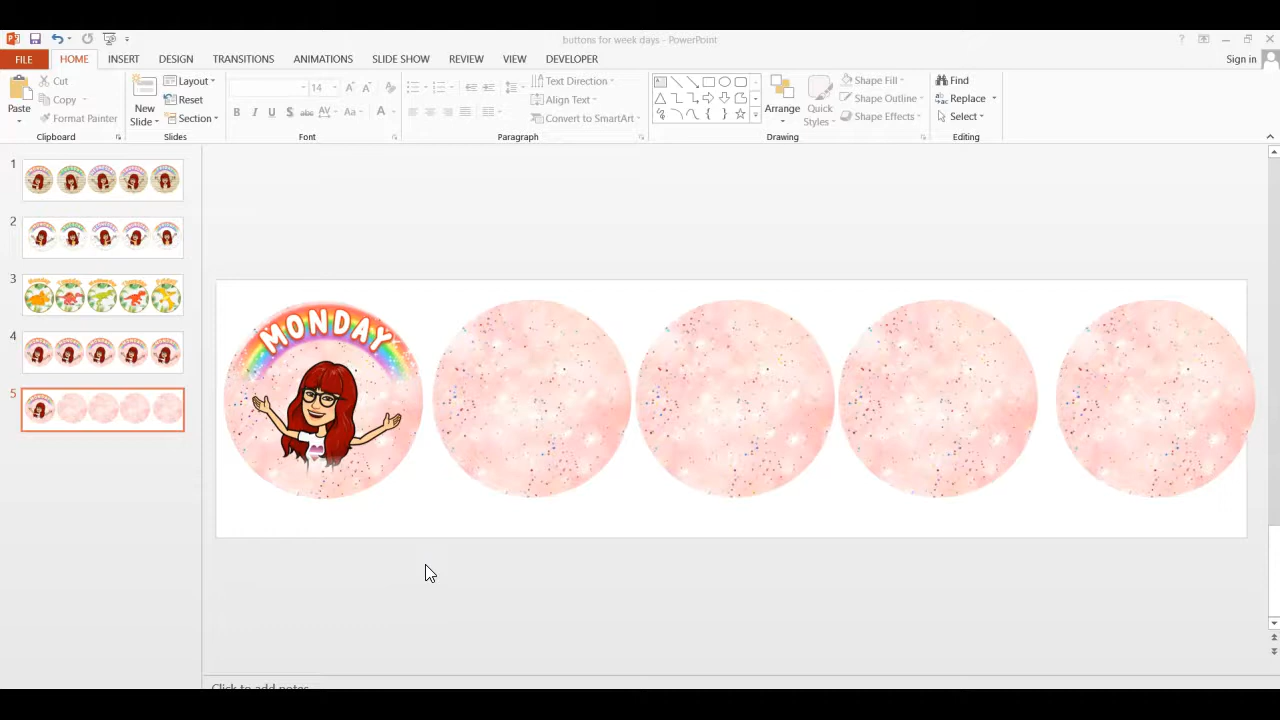 buttons for week days - PowerPoint
?
FILE HOME INSERT DESIGN TRANSITIONS ANIMATIONS SLIDE SHOW REVIEW VIEW DEVELOPER Sign in
Paste
Cut
Copy
Format Painter
Clipboard
New
Slide
Layout
Reset
Section
Slides
14
B I U S abc AV Aa A
Font
Text Direction
Align Text
Convert to SmartArt
Paragraph
Arrange
Quick
Styles
Shape Fill
Shape Outline
Shape Effects
Drawing
Find
Replace
Select
Editing
1
2
3
4
5
MONDAY
Click to add notes